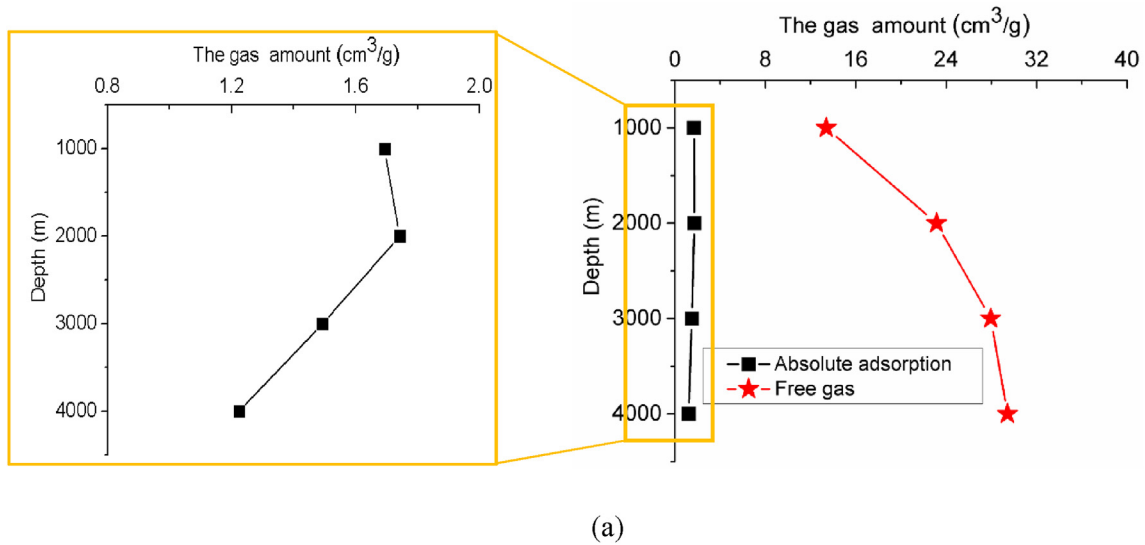 The gas amount (cm³/g)
0.8 1.2 1.6 2.0
Depth (m)
1000
2000
3000
4000
The gas amount (cm³/g)
0 8 16 24 32 40
Depth (m)
1000
2000
3000
4000
Absolute adsorption
Free gas
(a)